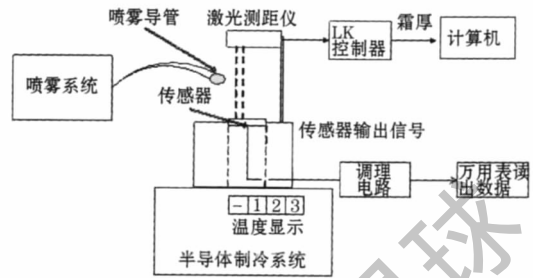 喷雾导管
激光测距仪
喷雾系统
传感器
LK
控制器
霜厚
计算机
传感器输出信号
调理
电路
万用表读
出数据
-123
温度显示
半导体制冷系统
球